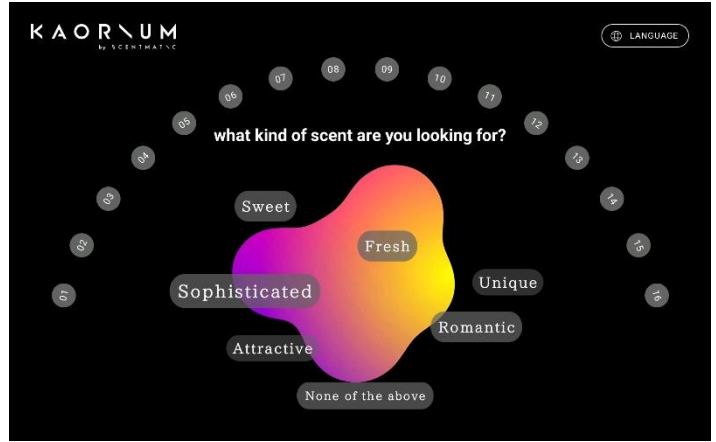 KAORIUM
by SCENTMATIC
LANGUAGE
01
02
03
04
05
06
07
08
09
10
11
12
13
14
15
16
what kind of scent are you looking for?
Sweet
Fresh
Sophisticated
Unique
Romantic
Attractive
None of the above